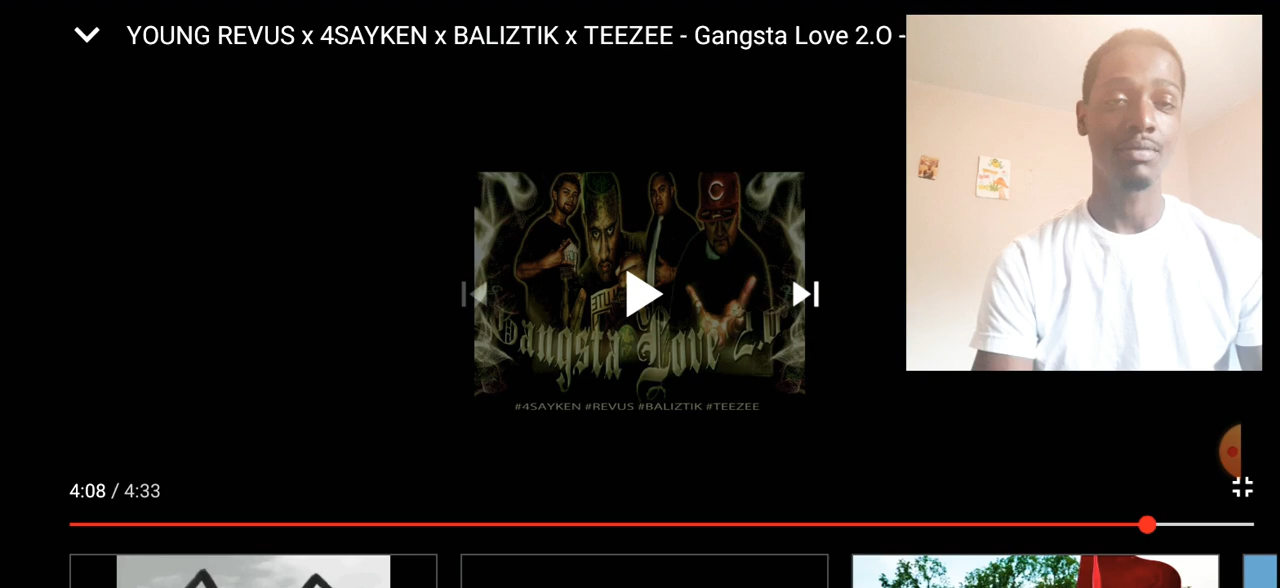 YOUNG REVUS x 4SAYKEN x BALIZTIK x TEEZEE - Gangsta Love 2.O -
C
Gangsta Love 2.0
#4SAYKEN #REVUS #BALIZTIK #TEEZEE
4:08 / 4:33